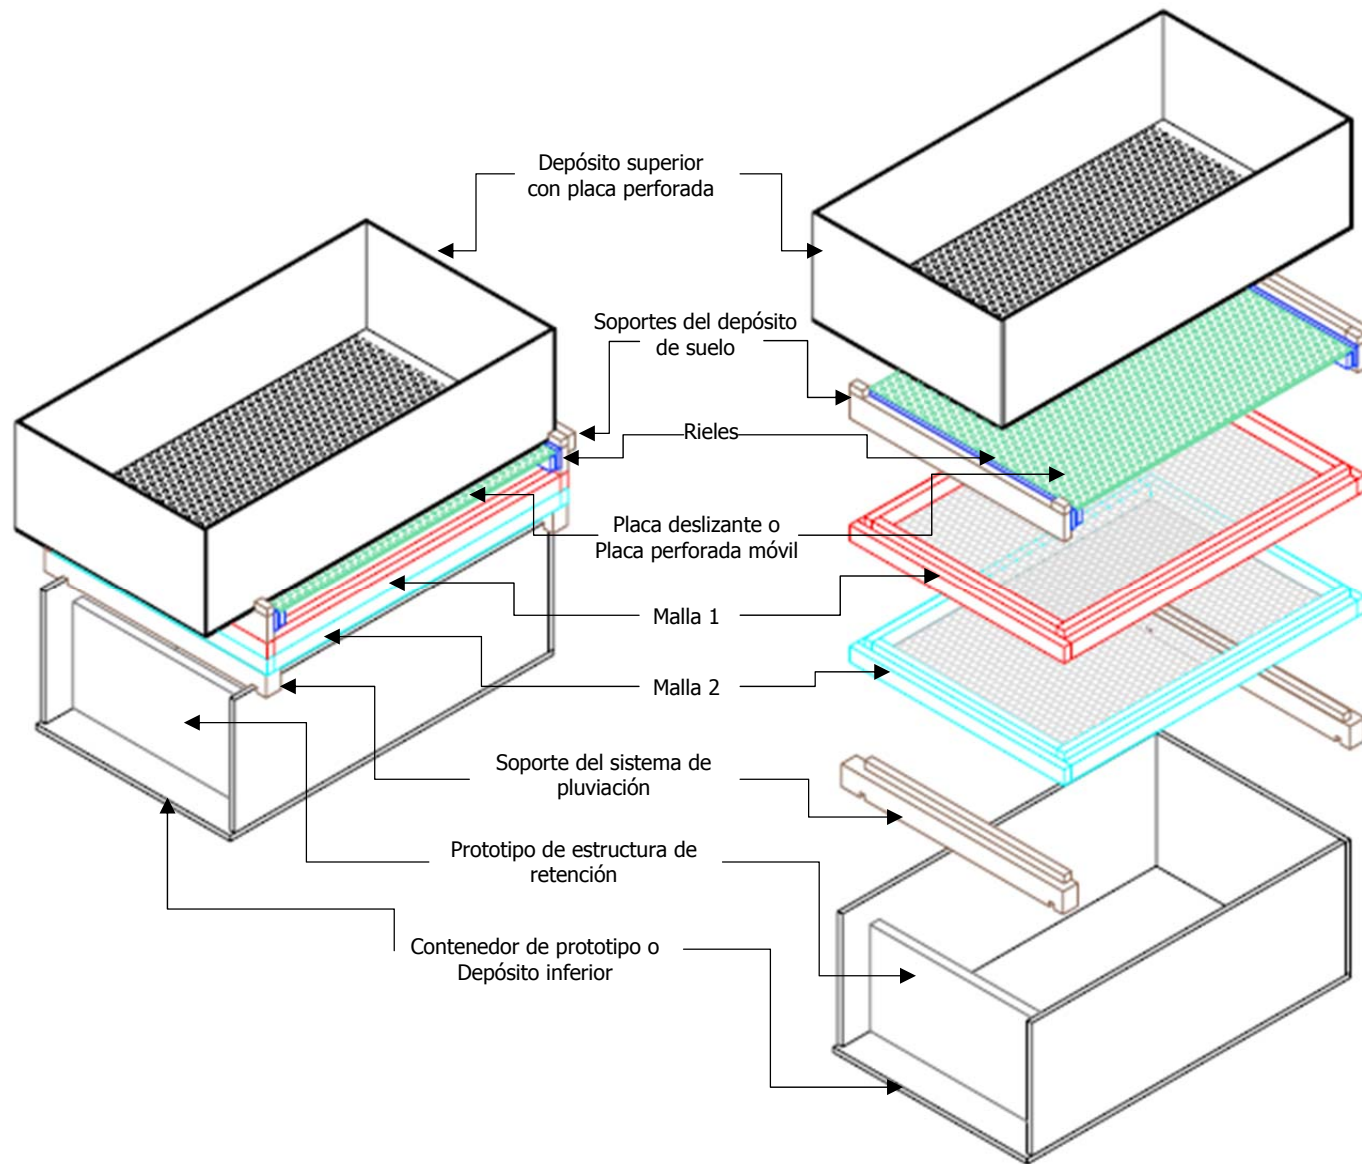 Depósito superior
con placa perforada
Soportes del depósito
de suelo
Rieles
Placa deslizante o
Placa perforada móvil
Malla 1
Malla 2
Soporte del sistema de
pluviación
Prototipo de estructura de
retención
Contenedor de prototipo o
Depósito inferior